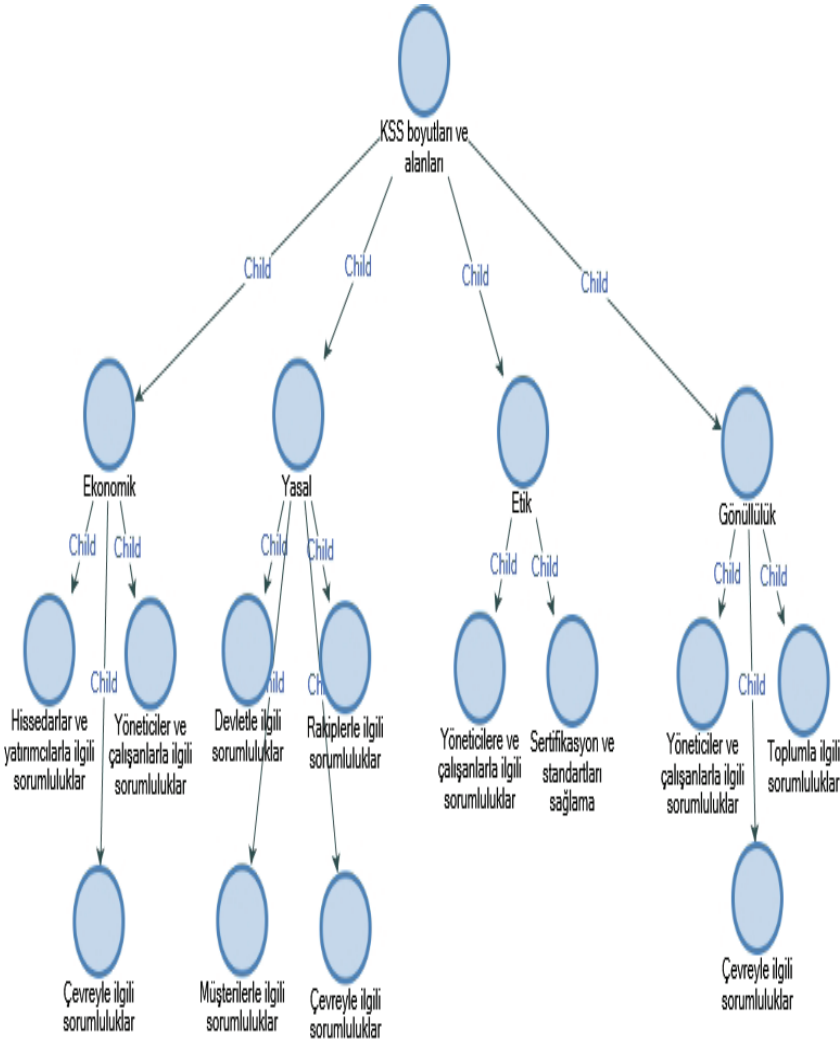 KSS boyutları ve
alanları
Child
Child
Child
Child
Ekonomik
Yasal
Etik
Gönüllülük
Child
Child
Child
Child
Child
Child
Child
Child
Child
Child
Hissedarlar ve
yatırımcılarla ilgili
sorumluluklar
Yöneticiler ve
çalışanlarla ilgili
sorumluluklar
Devletle ilgili
sorumluluklar
Rakiplerle ilgili
sorumluluklar
Yöneticilere ve
çalışanlarla ilgili
sorumluluklar
Sertifikasyon ve
standartları
sağlama
Yöneticiler ve
çalışanlarla ilgili
sorumluluklar
Toplumla ilgili
sorumluluklar
Çevreyle ilgili
sorumluluklar
Müşterilerle ilgili
sorumluluklar
Çevreyle ilgili
sorumluluklar
Çevreyle ilgili
sorumluluklar